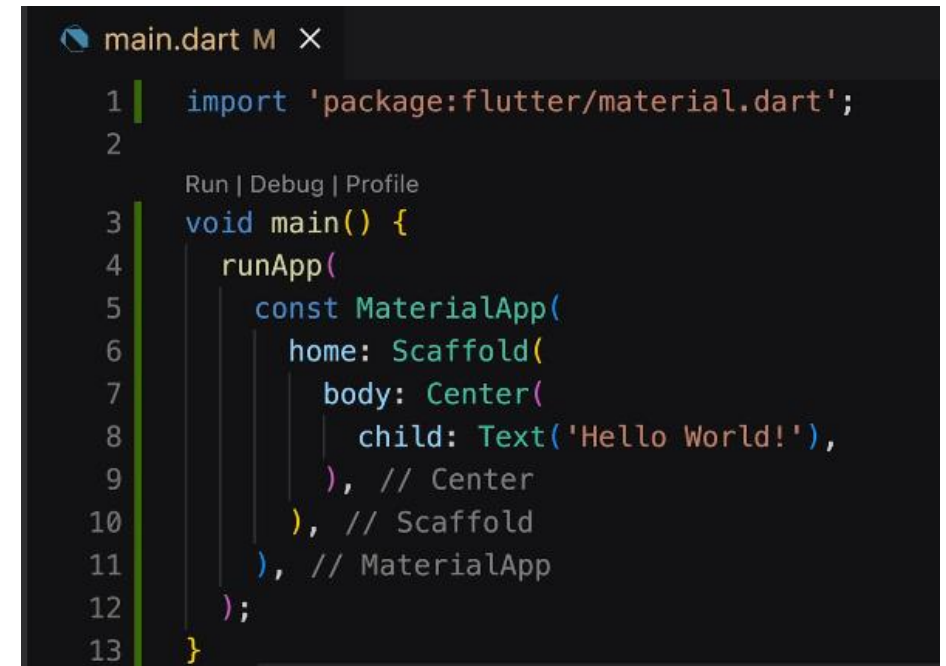 main.dart M ×
1 import 'package:flutter/material.dart';
2
Run | Debug | Profile
3 void main() {
4   runApp(
5     const MaterialApp(
6       home: Scaffold(
7         body: Center(
8           child: Text('Hello World!'),
9         ), // Center
10       ), // Scaffold
11     ), // MaterialApp
12   );
13 }